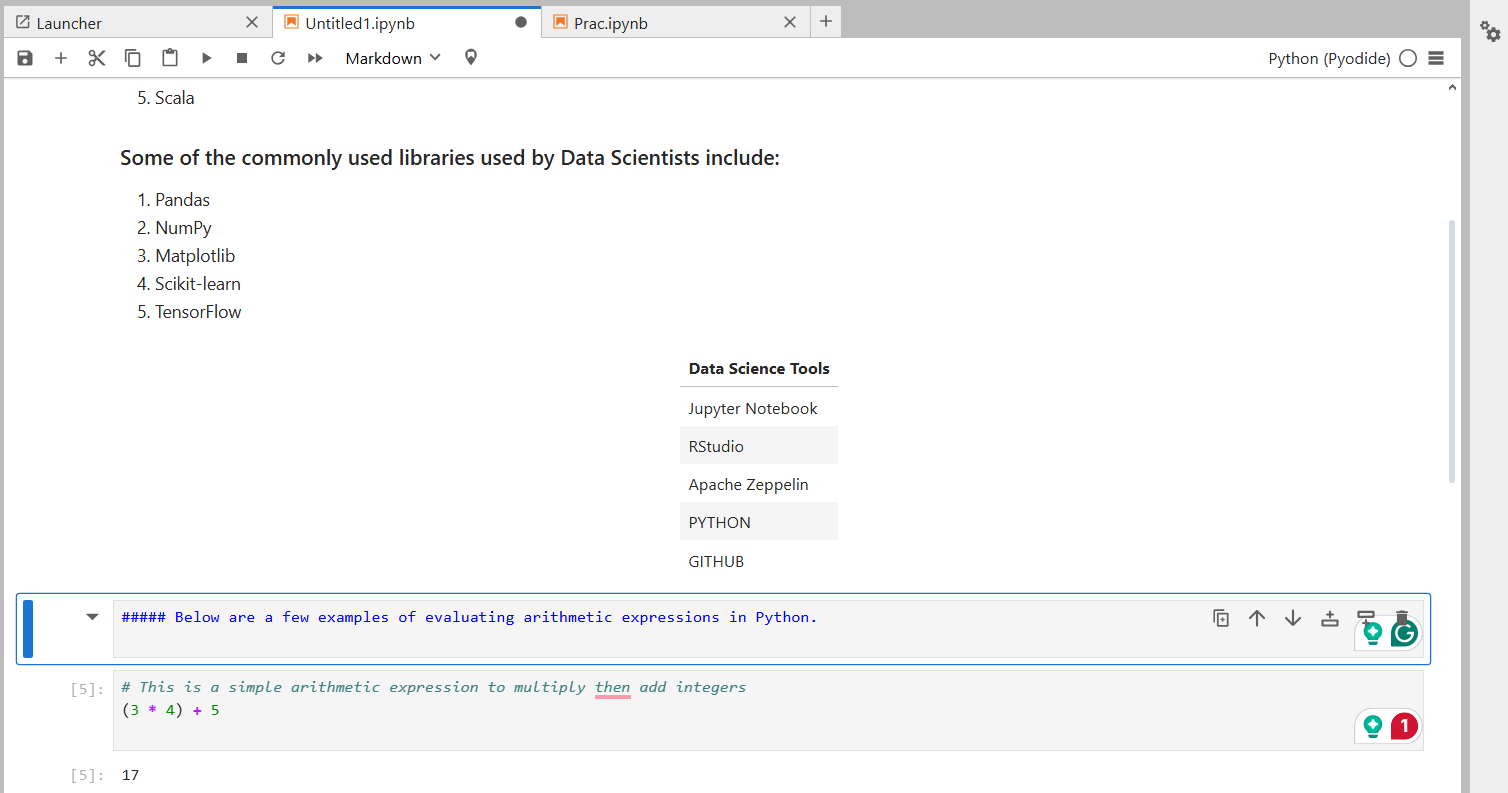 Launcher
Untitled1.ipynb
Prac.ipynb
Markdown
Python (Pyodide)
5. Scala
Some of the commonly used libraries used by Data Scientists include:
1. Pandas
2. NumPy
3. Matplotlib
4. Scikit-learn
5. TensorFlow
Data Science Tools
Jupyter Notebook
RStudio
Apache Zeppelin
PYTHON
GITHUB
##### Below are a few examples of evaluating arithmetic expressions in Python.
[5]: # This is a simple arithmetic expression to multiply then add integers
(3 * 4) + 5
1
[5]: 17